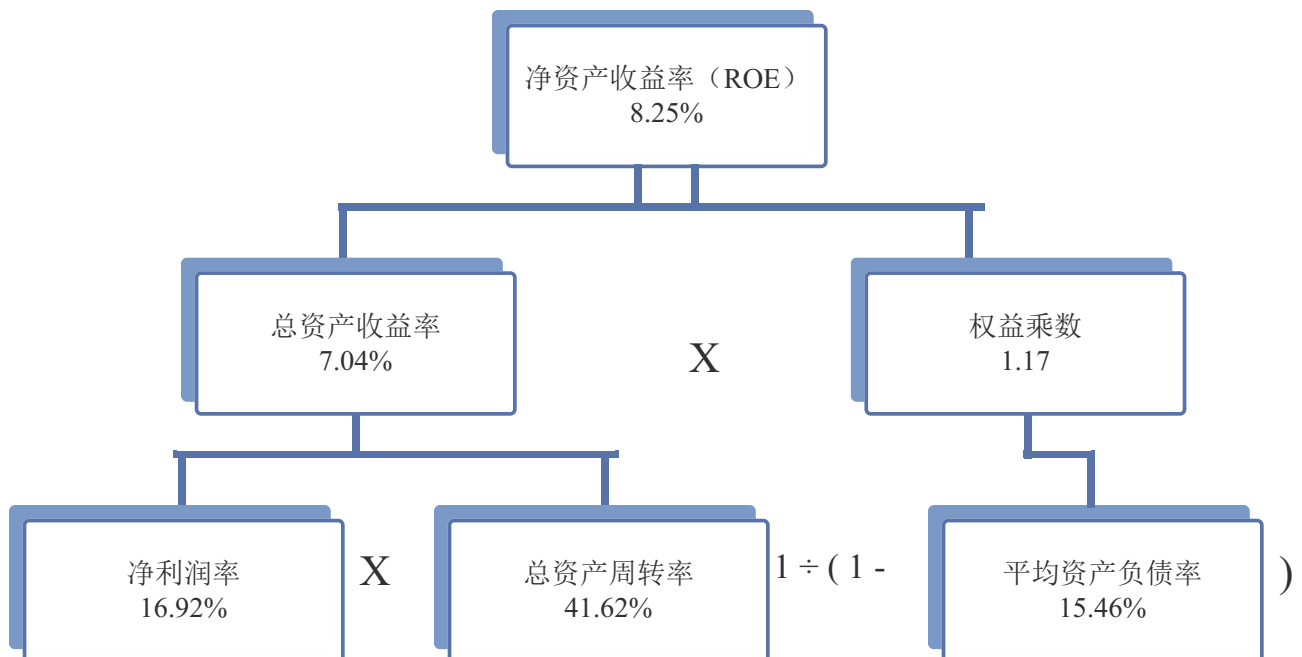 净资产收益率（ROE）
8.25%
总资产收益率
7.04%
X
权益乘数
1.17
净利润率
16.92%
X
总资产周转率
41.62%
1 ÷ ( 1 -
平均资产负债率
15.46%
)